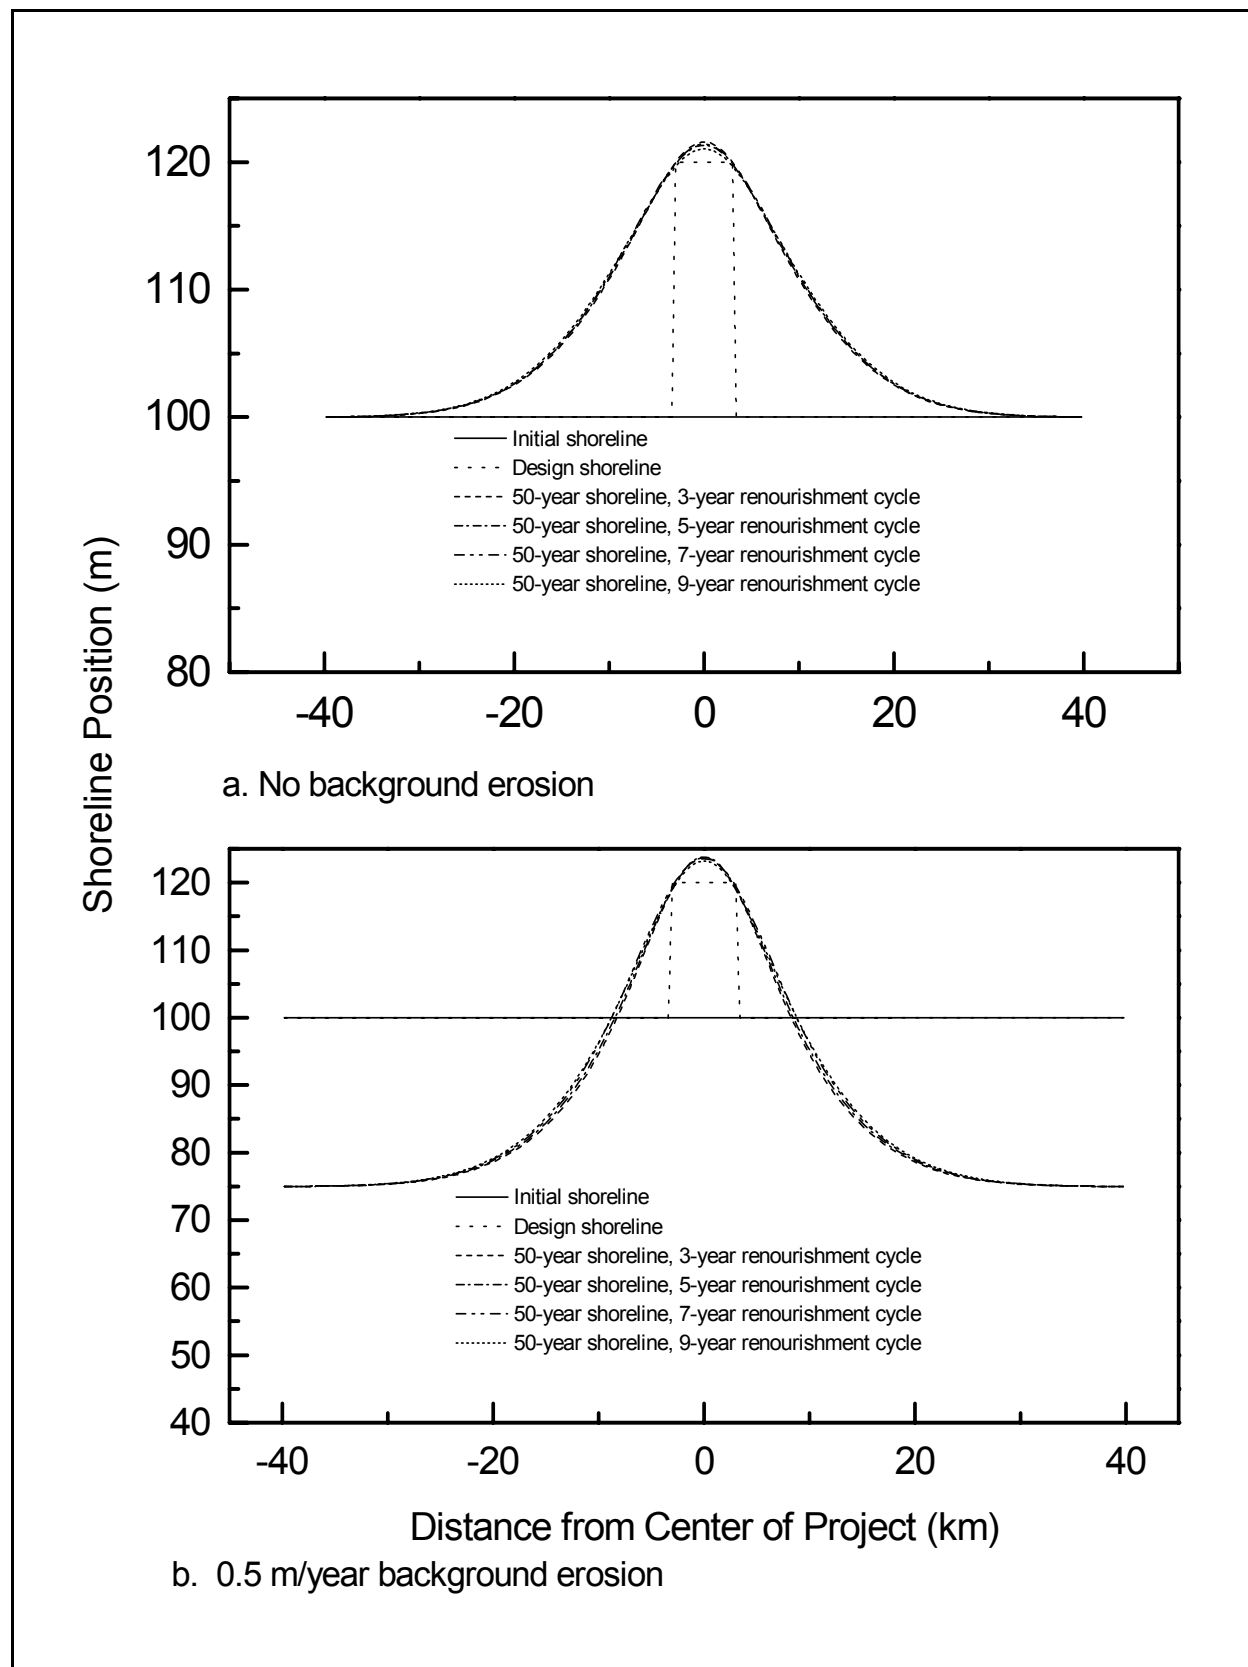 Shoreline Position (m)
120
110
100
90
80
Initial shoreline
Design shoreline
50-year shoreline, 3-year renourishment cycle
50-year shoreline, 5-year renourishment cycle
50-year shoreline, 7-year renourishment cycle
50-year shoreline, 9-year renourishment cycle
-40 -20 0 20 40
a. No background erosion
120
110
100
90
80
70
60
50
40
Initial shoreline
Design shoreline
50-year shoreline, 3-year renourishment cycle
50-year shoreline, 5-year renourishment cycle
50-year shoreline, 7-year renourishment cycle
50-year shoreline, 9-year renourishment cycle
-40 -20 0 20 40
Distance from Center of Project (km)
b. 0.5 m/year background erosion